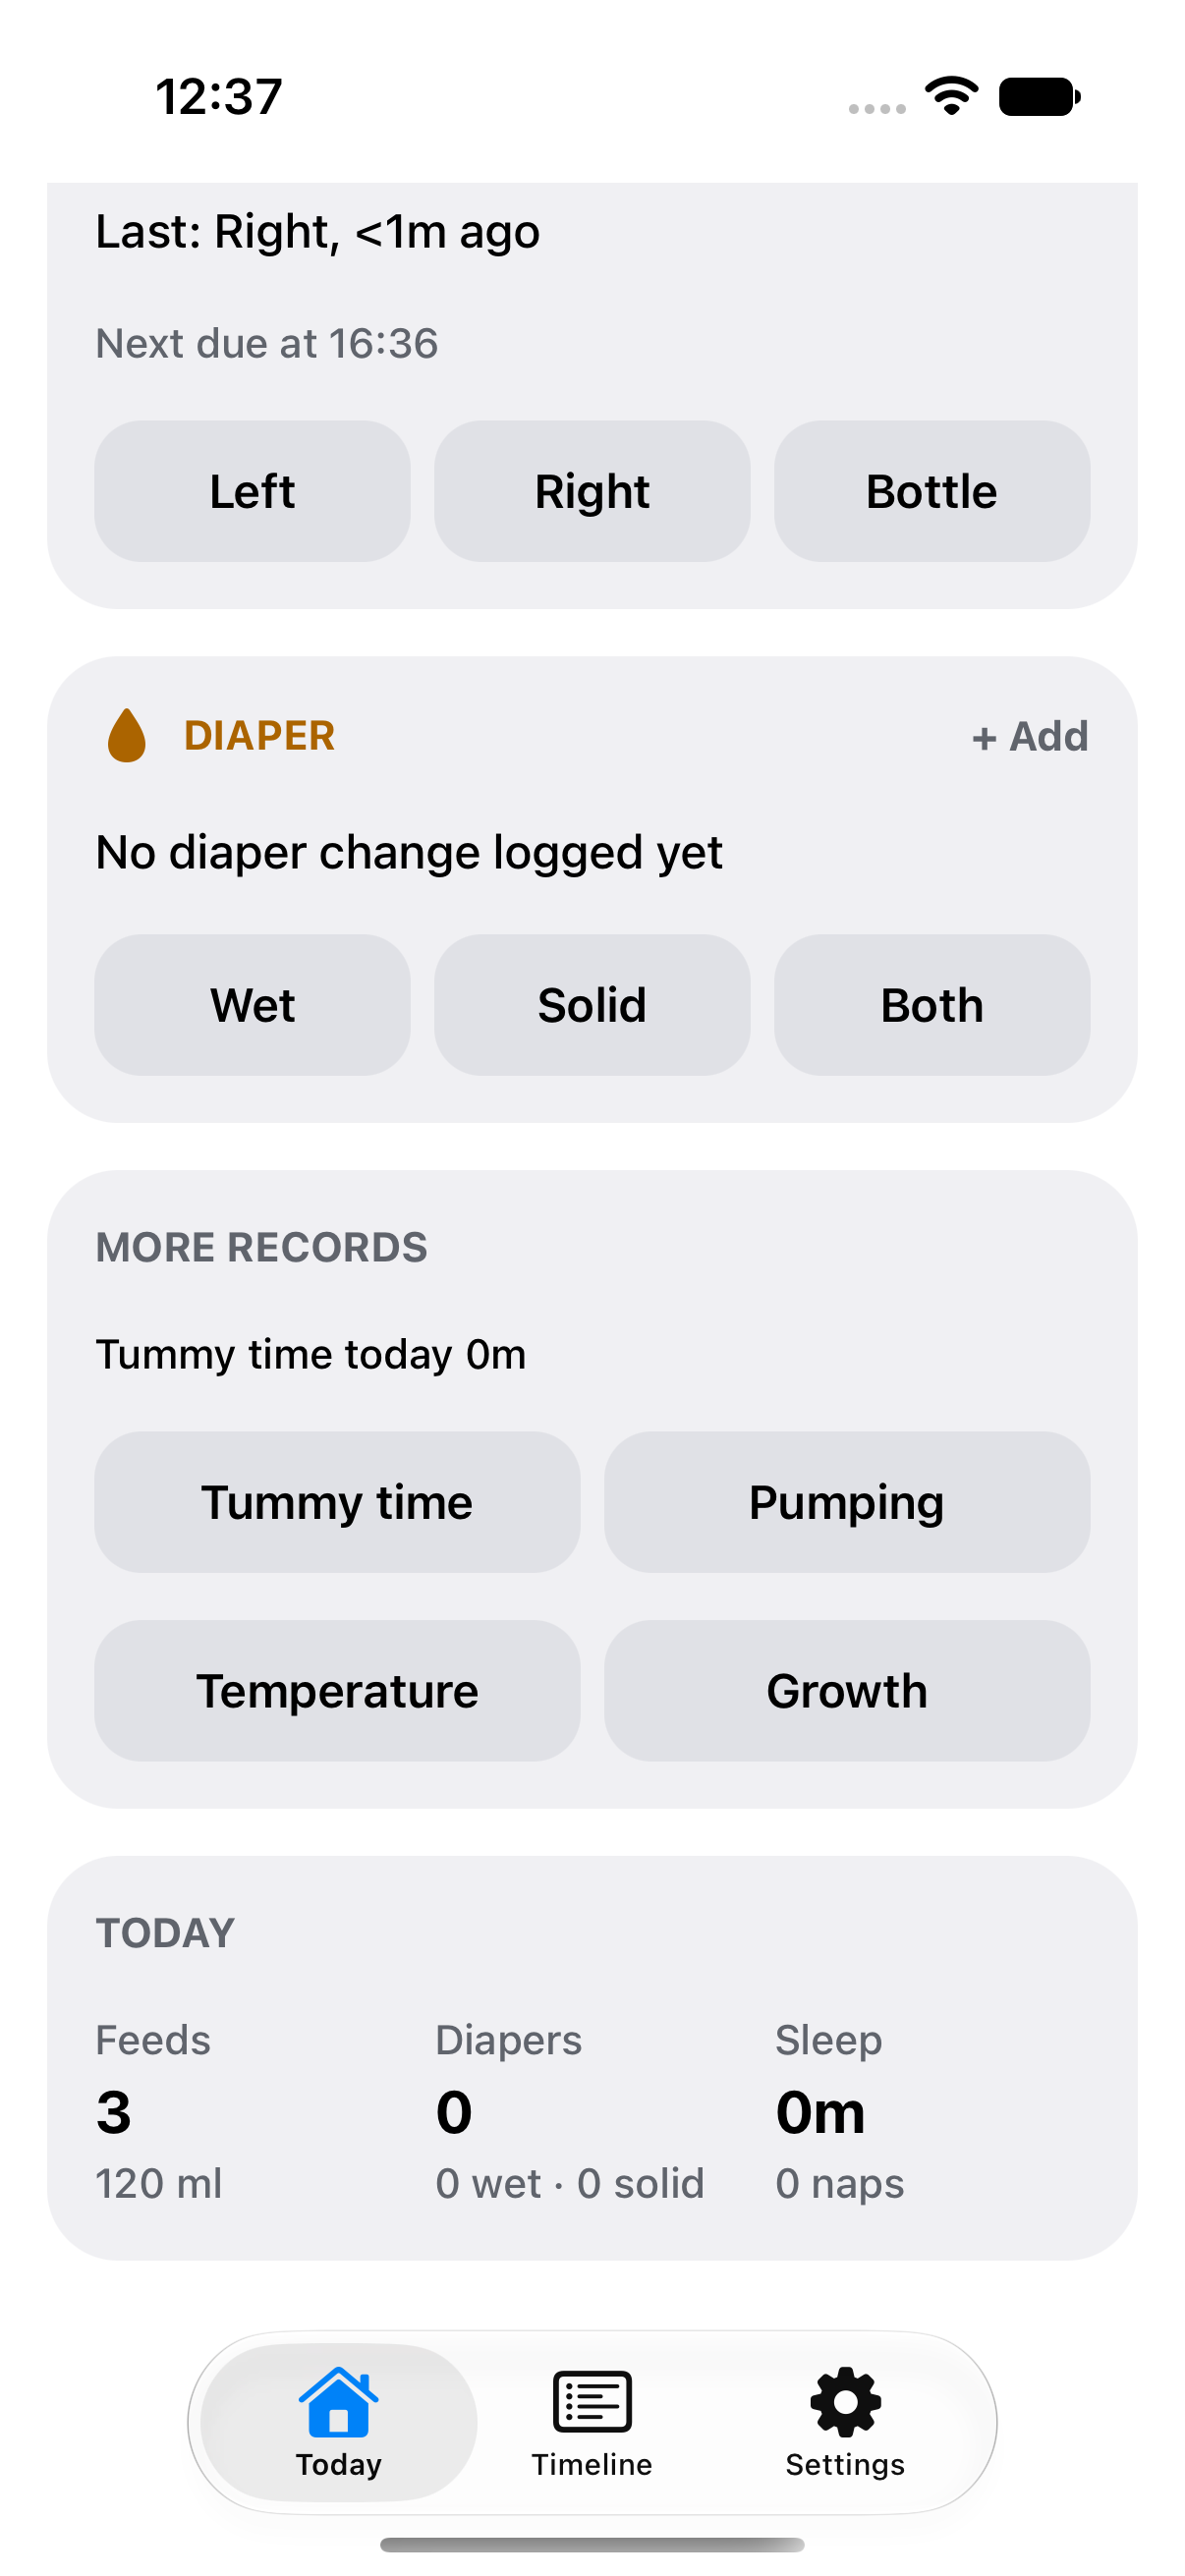 12:37
Last: Right, <1m ago
Next due at 16:36
Left Right Bottle
DIAPER + Add
No diaper change logged yet
Wet Solid Both
MORE RECORDS
Tummy time today 0m
Tummy time Pumping
Temperature Growth
TODAY
Feeds Diapers Sleep
3 0 0m
120 ml 0 wet · 0 solid 0 naps
Today Timeline Settings